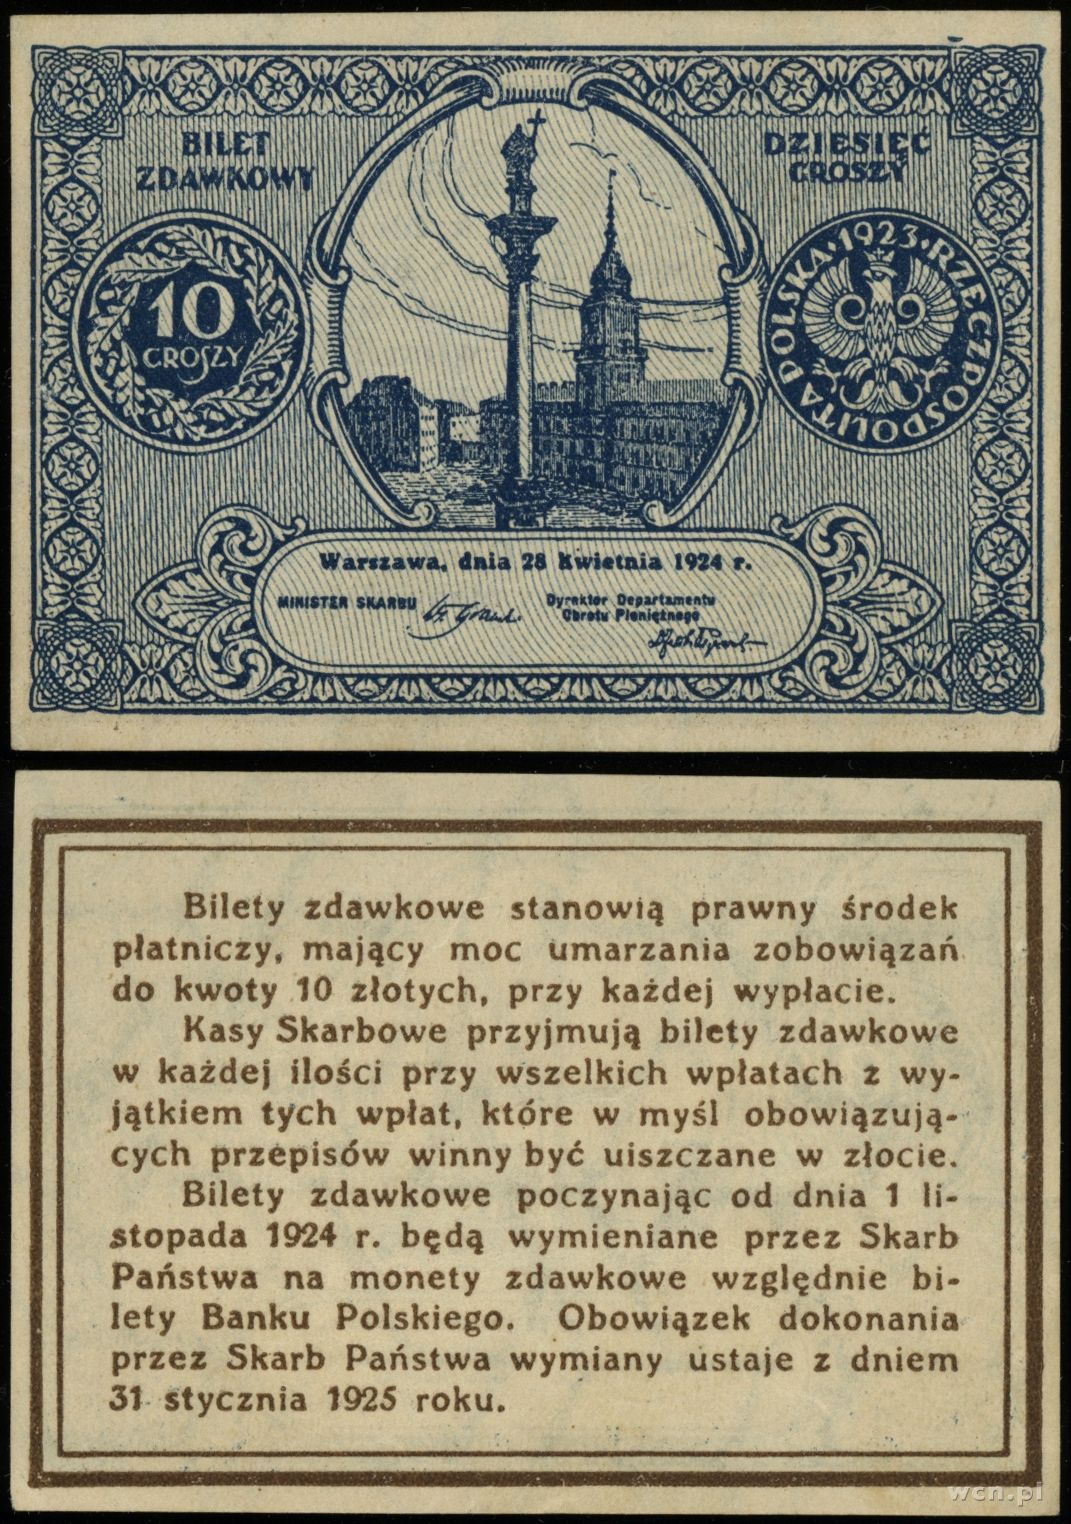 BILET
ZDAWKOWY
DZIESIĘĆ
GROSZY
10
GROSZY
1923 · RZECZPOSPOLITA POLSKA ·
Warszawa, dnia 28 Kwietnia 1924 r.
MINISTER SKARBU
Dyrektor Departamentu
Obrotu Pieniężnego
Bilety zdawkowe stanowią prawny środek
płatniczy, mający moc umarzania zobowiązań
do kwoty 10 złotych, przy każdej wypłacie.
Kasy Skarbowe przyjmują bilety zdawkowe
w każdej ilości przy wszelkich wpłatach z wy-
jątkiem tych wpłat, które w myśl obowiązują-
cych przepisów winny być uiszczane w złocie.
Bilety zdawkowe poczynając od dnia 1 li-
stopada 1924 r. będą wymieniane przez Skarb
Państwa na monety zdawkowe względnie bi-
lety Banku Polskiego. Obowiązek dokonania
przez Skarb Państwa wymiany ustaje z dniem
31 stycznia 1925 roku.
wcn.pl